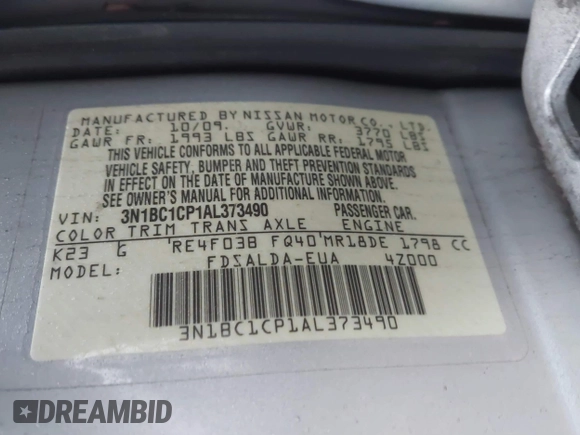 MANUFACTURED BY NISSAN MOTOR CO., LTD.
DATE: 10/09. GVWR: 3770 LBS
GAWR FR: 1993 LBS GAWR RR: 1795 LBS
THIS VEHICLE CONFORMS TO ALL APPLICABLE FEDERAL MOTOR
VEHICLE SAFETY, BUMPER AND THEFT PREVENTION STANDARDS
IN EFFECT ON THE DATE OF MANUFACTURE SHOWN ABOVE.
SEE OWNER'S MANUAL FOR ADDITIONAL INFORMATION.
VIN: 3N1BC1CP1AL373490 PASSENGER CAR.
COLOR TRIM TRANS AXLE ENGINE
K23 G 'RE4F03B FQ40'MR18DE 1798 CC
MODEL: FDSALDA-EUA 4Z000
3N1BC1CP1AL373490
DREAMBID